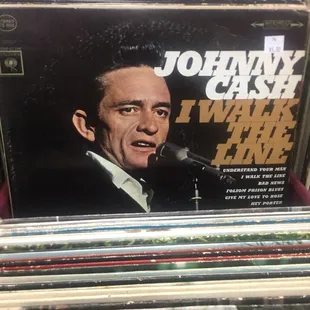 JOHNNY
CASH
I WALK
THE
LINE
UNDERSTAND YOUR MAN
I WALK THE LINE
BAD NEWS
FOLSOM PRISON BLUES
GIVE MY LOVE TO ROSE
HEY PORTER